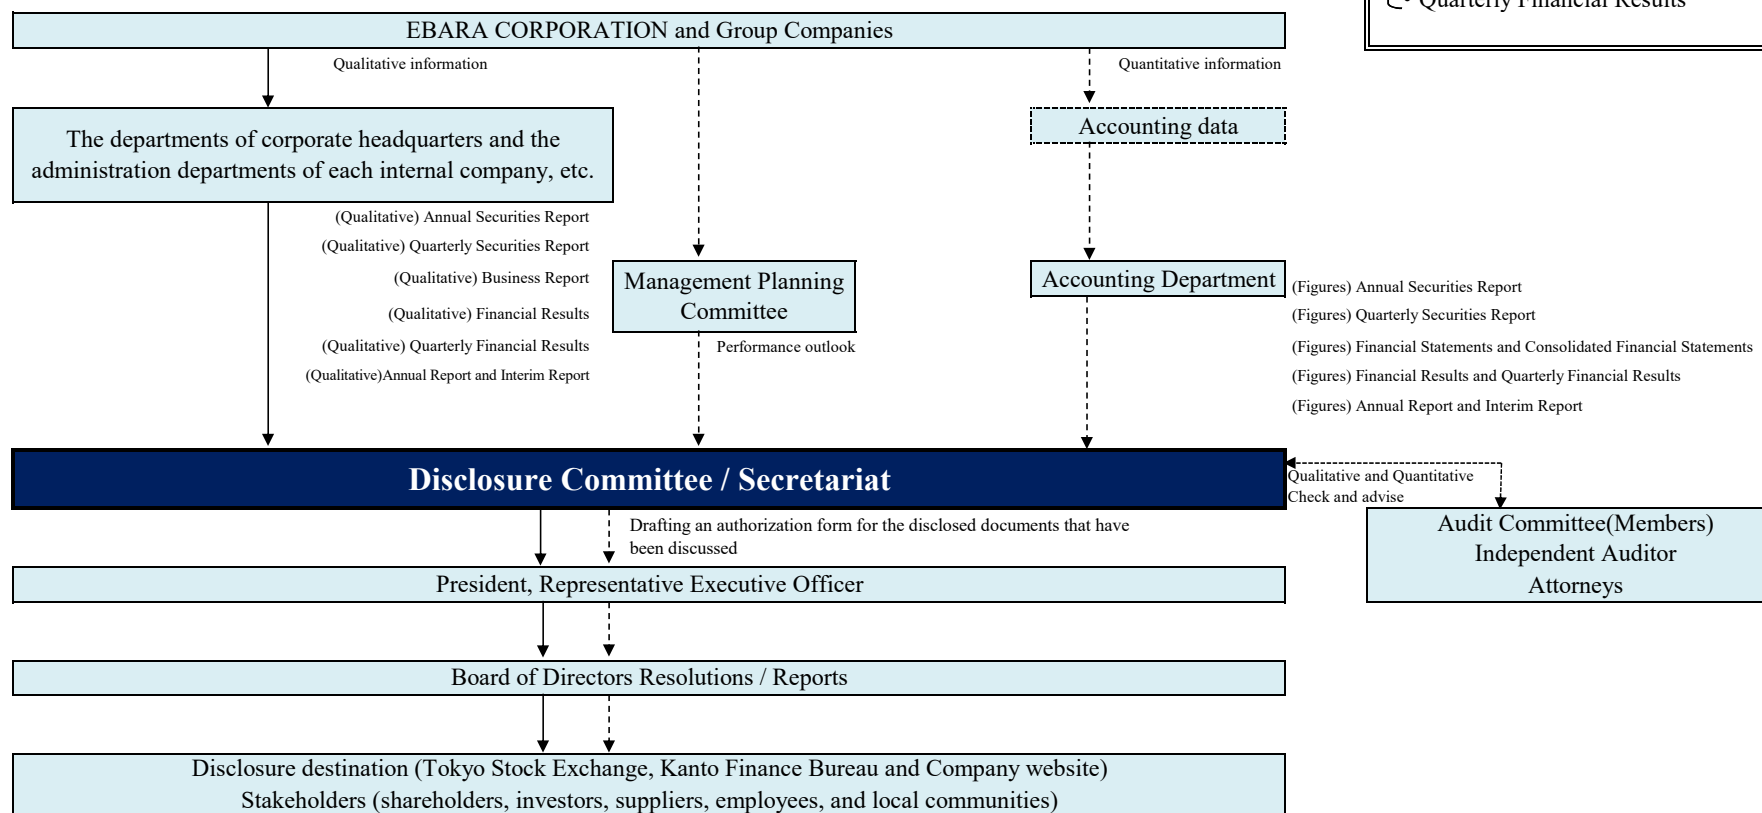 Quarterly Financial Results
EBARA CORPORATION and Group Companies
Qualitative information
Quantitative information
The departments of corporate headquarters and the
administration departments of each internal company, etc.
Accounting data
(Qualitative) Annual Securities Report
(Qualitative) Quarterly Securities Report
(Qualitative) Business Report
(Qualitative) Financial Results
(Qualitative) Quarterly Financial Results
(Qualitative)Annual Report and Interim Report
Management Planning
Committee
Performance outlook
Accounting Department
(Figures) Annual Securities Report
(Figures) Quarterly Securities Report
(Figures) Financial Statements and Consolidated Financial Statements
(Figures) Financial Results and Quarterly Financial Results
(Figures) Annual Report and Interim Report
Disclosure Committee / Secretariat
Qualitative and Quantitative
Check and advise
Drafting an authorization form for the disclosed documents that have
been discussed
Audit Committee(Members)
Independent Auditor
Attorneys
President, Representative Executive Officer
Board of Directors Resolutions / Reports
Disclosure destination (Tokyo Stock Exchange, Kanto Finance Bureau and Company website)
Stakeholders (shareholders, investors, suppliers, employees, and local communities)